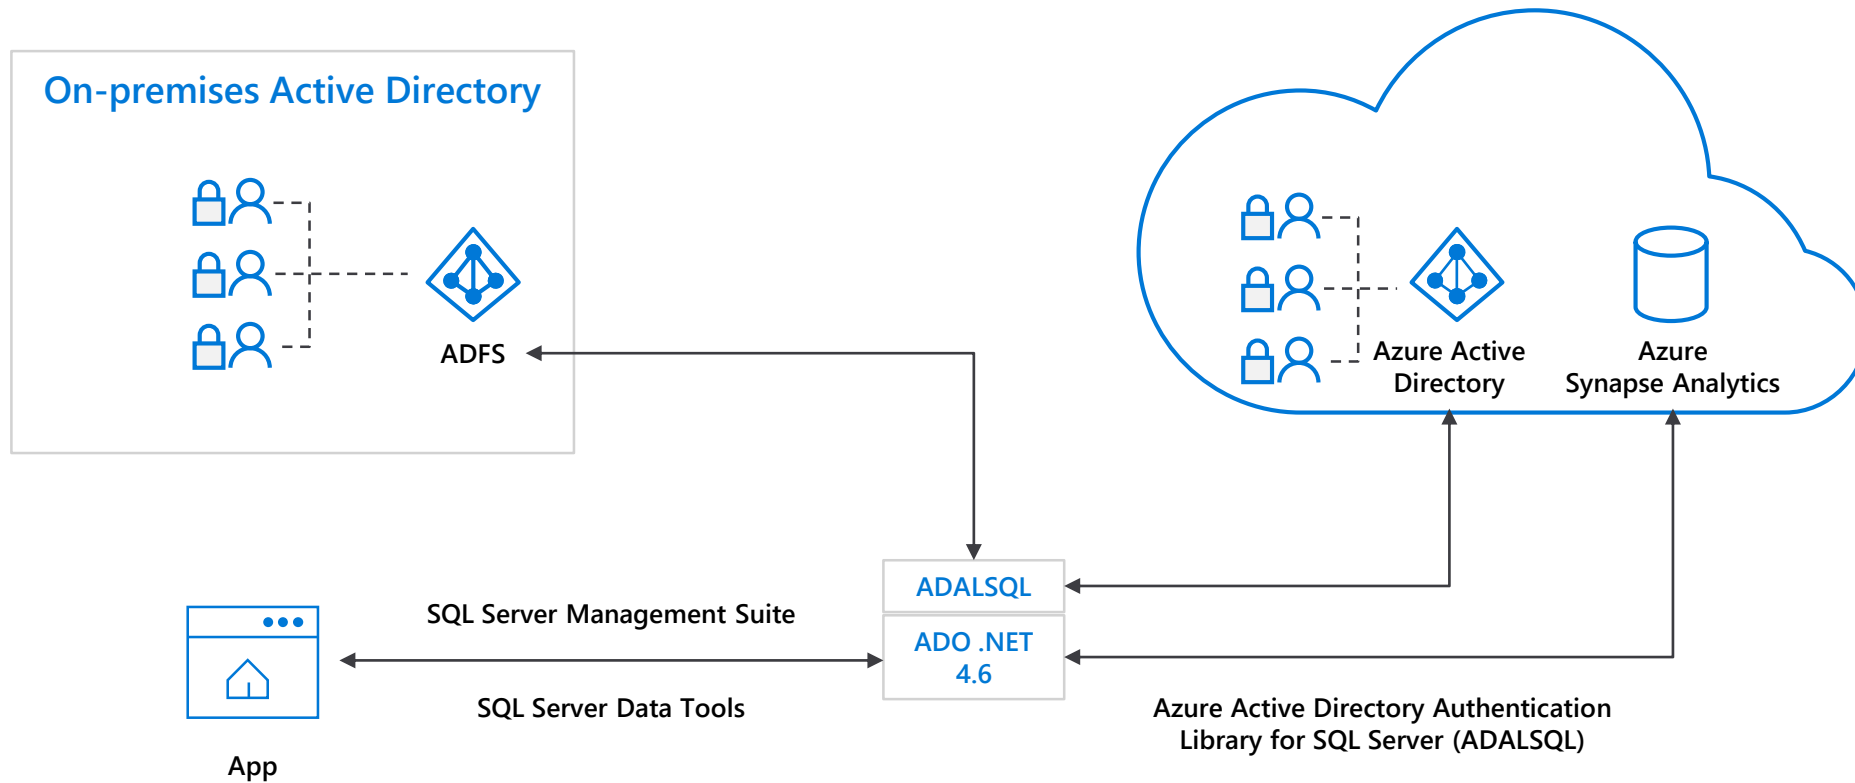 On-premises Active Directory
ADFS
Azure Active
Directory
Azure
Synapse Analytics
ADALSQL
ADO .NET
4.6
SQL Server Management Suite
SQL Server Data Tools
App
Azure Active Directory Authentication
Library for SQL Server (ADALSQL)